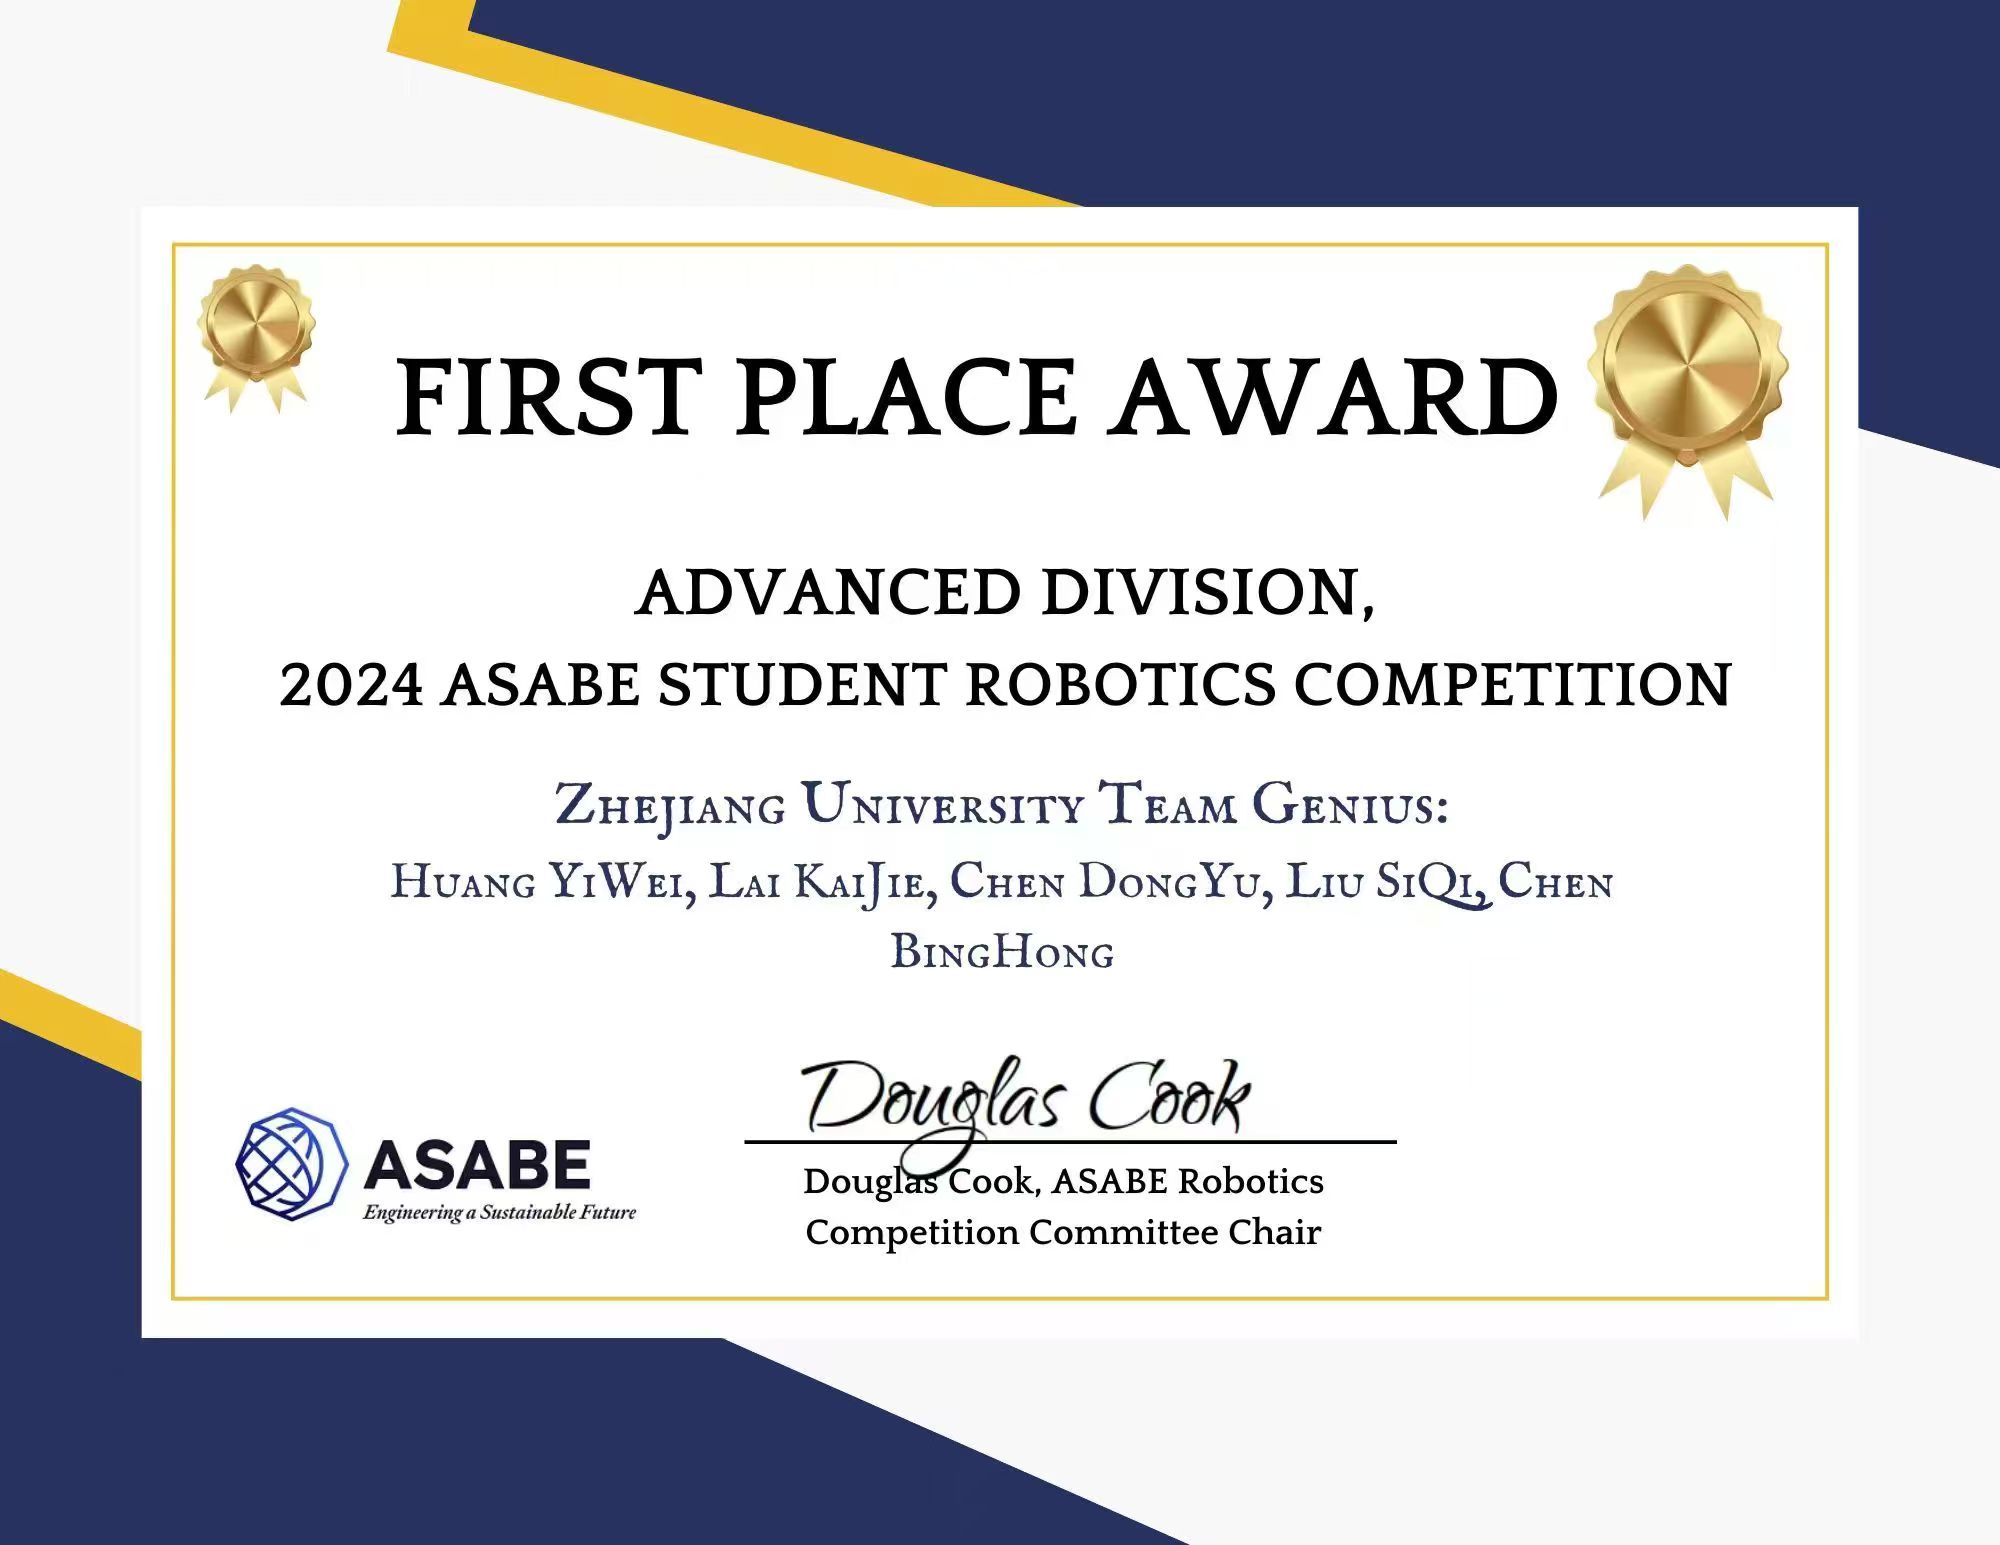 FIRST PLACE AWARD
ADVANCED DIVISION,
2024 ASABE STUDENT ROBOTICS COMPETITION
Zhejiang University Team Genius:
Huang YiWei, Lai KaiJie, Chen DongYu, Liu SiQi, Chen
BingHong
Douglas Cook
ASABE
Engineering a Sustainable Future
Douglas Cook, ASABE Robotics
Competition Committee Chair